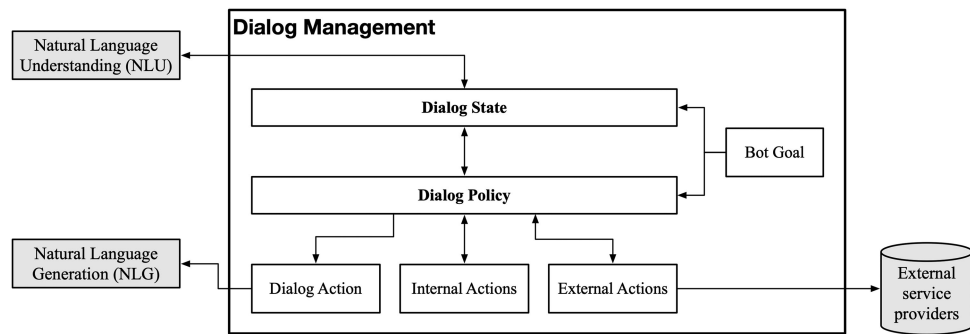 Dialog Management
Natural Language
Understanding (NLU)
Dialog State
Bot Goal
Dialog Policy
Natural Language
Generation (NLG)
Dialog Action
Internal Actions
External Actions
External
service
providers